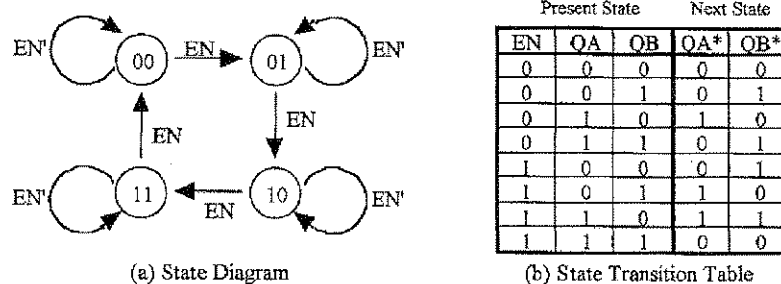 EN' 00 EN 01 EN'
EN EN
EN' 11 EN 10 EN'
(a) State Diagram
Present State Next State
EN QA QB QA* QB*
0 0 0 0 0
0 0 1 0 1
0 1 0 1 0
0 1 1 0 1
1 0 0 0 1
1 0 1 1 0
1 1 0 1 1
1 1 1 0 0
(b) State Transition Table